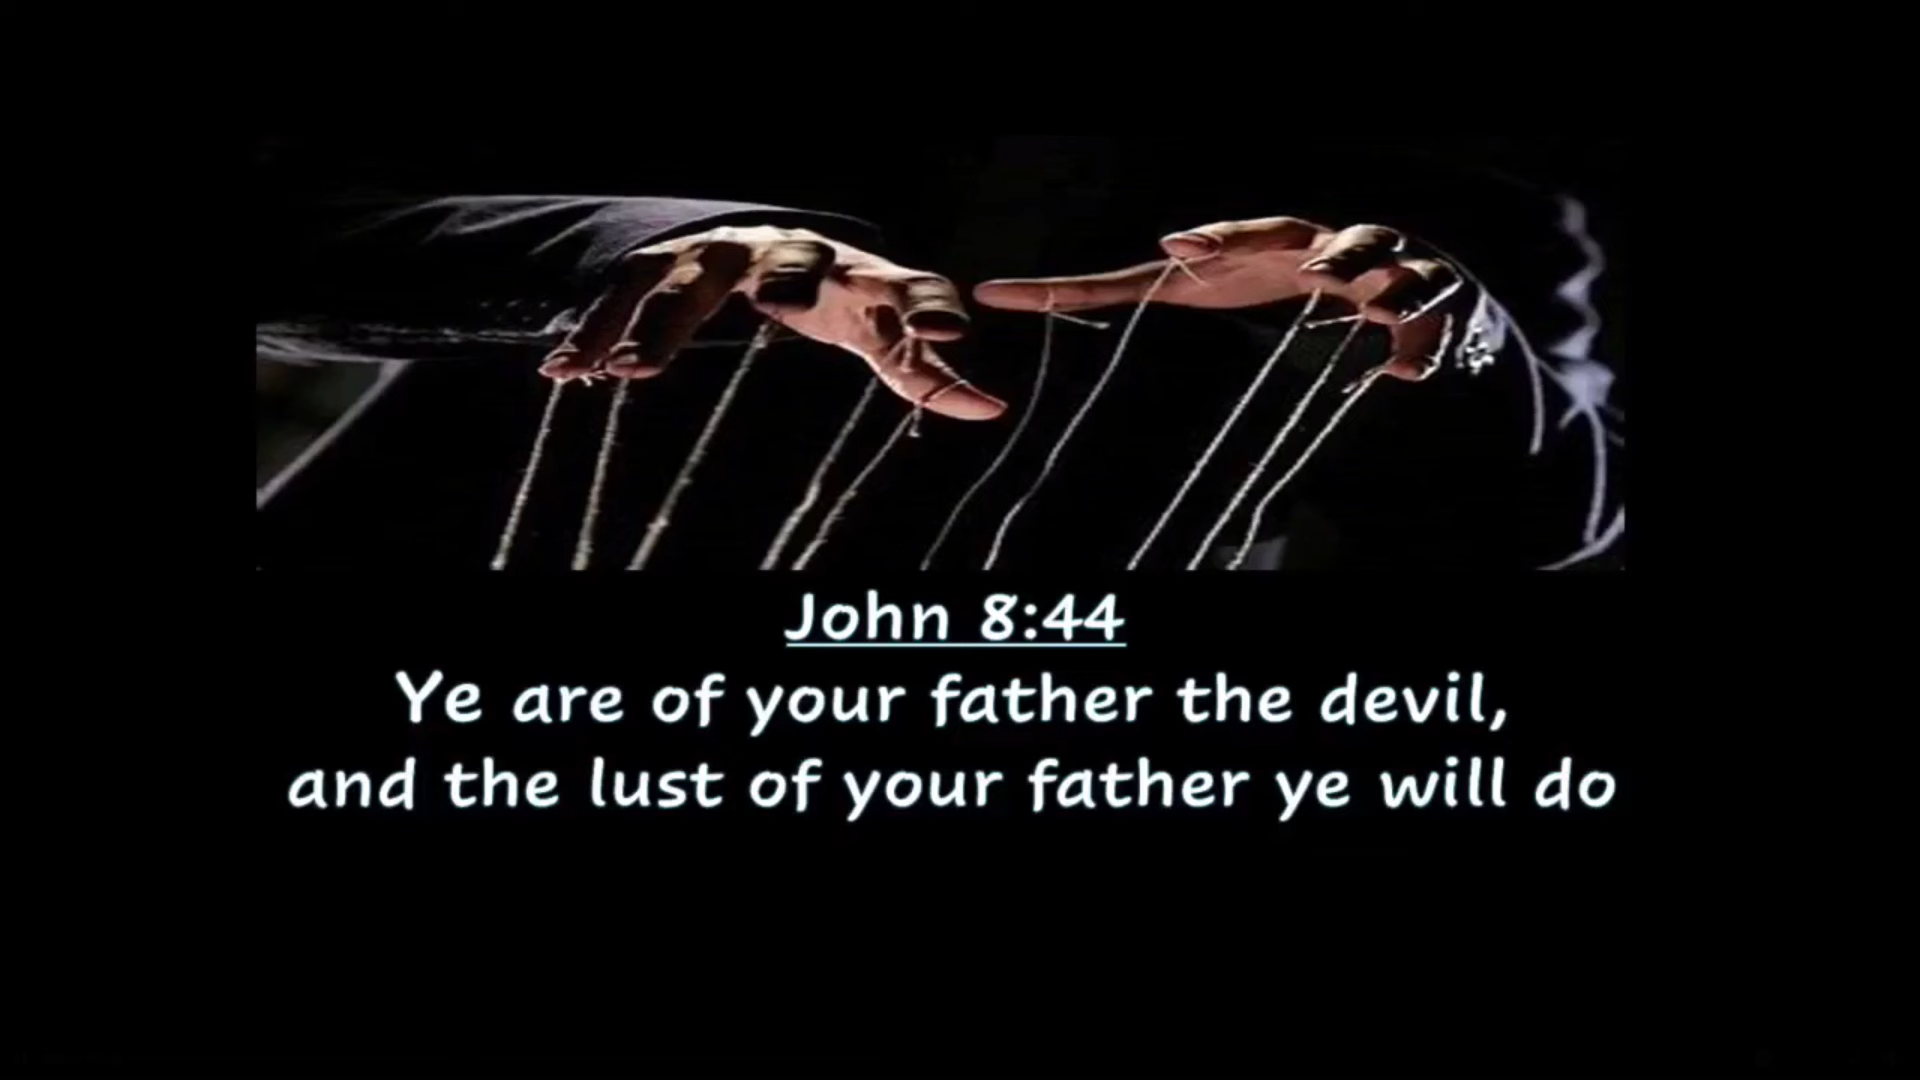 John 8:44
Ye are of your father the devil,
and the lust of your father ye will do